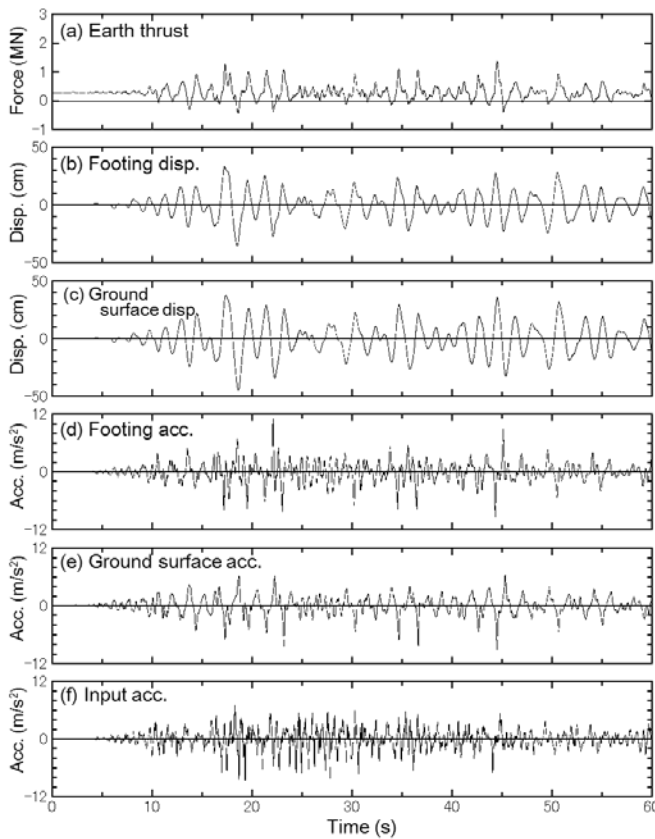 (a) Earth thrust
Force (MN)
3
2
1
0
−1
(b) Footing disp.
Disp. (cm)
50
0
−50
(c) Ground
surface disp.
Disp. (cm)
50
0
−50
(d) Footing acc.
Acc. (m/s²)
12
0
−12
(e) Ground surface acc.
Acc. (m/s²)
12
0
−12
(f) Input acc.
Acc. (m/s²)
12
0
−12
0 10 20 30 40 50 60
Time (s)